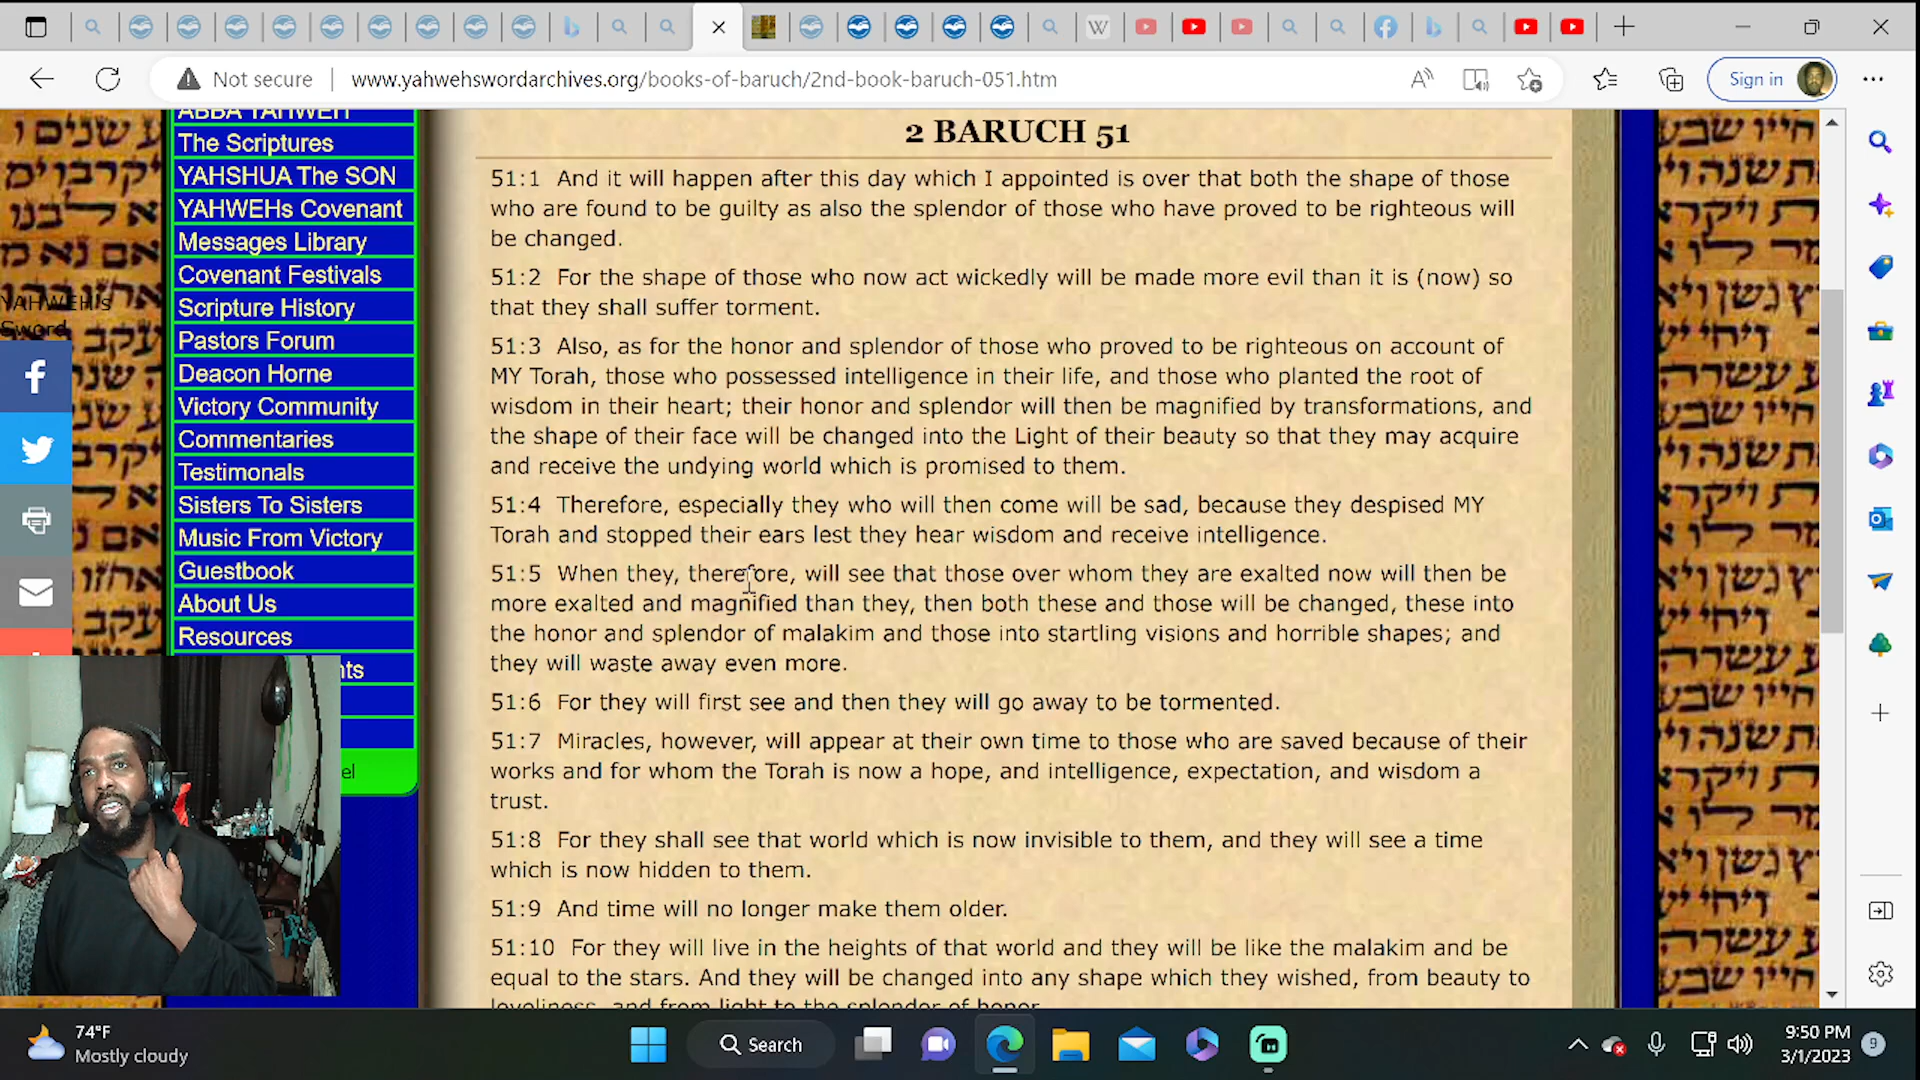 Not secure
www.yahwehswordarchives.org/books-of-baruch/2nd-book-baruch-051.htm
Sign in
ABBA YAHWEH
The Scriptures
YAHSHUA The SON
YAHWEHs Covenant
Messages Library
Covenant Festivals
Scripture History
Pastors Forum
Deacon Horne
Victory Community
Commentaries
Testimonals
Sisters To Sisters
Music From Victory
Guestbook
About Us
Resources
nts
el
YAHWEH's
Sword
2 BARUCH 51
51:1 And it will happen after this day which I appointed is over that both the shape of those
who are found to be guilty as also the splendor of those who have proved to be righteous will
be changed.
51:2 For the shape of those who now act wickedly will be made more evil than it is (now) so
that they shall suffer torment.
51:3 Also, as for the honor and splendor of those who proved to be righteous on account of
MY Torah, those who possessed intelligence in their life, and those who planted the root of
wisdom in their heart; their honor and splendor will then be magnified by transformations, and
the shape of their face will be changed into the Light of their beauty so that they may acquire
and receive the undying world which is promised to them.
51:4 Therefore, especially they who will then come will be sad, because they despised MY
Torah and stopped their ears lest they hear wisdom and receive intelligence.
51:5 When they, therefore, will see that those over whom they are exalted now will then be
more exalted and magnified than they, then both these and those will be changed, these into
the honor and splendor of malakim and those into startling visions and horrible shapes; and
they will waste away even more.
51:6 For they will first see and then they will go away to be tormented.
51:7 Miracles, however, will appear at their own time to those who are saved because of their
works and for whom the Torah is now a hope, and intelligence, expectation, and wisdom a
trust.
51:8 For they shall see that world which is now invisible to them, and they will see a time
which is now hidden to them.
51:9 And time will no longer make them older.
51:10 For they will live in the heights of that world and they will be like the malakim and be
equal to the stars. And they will be changed into any shape which they wished, from beauty to
loveliness, and from light to the splendor of honor.
74°F
Mostly cloudy
Search
9:50 PM
3/1/2023
9